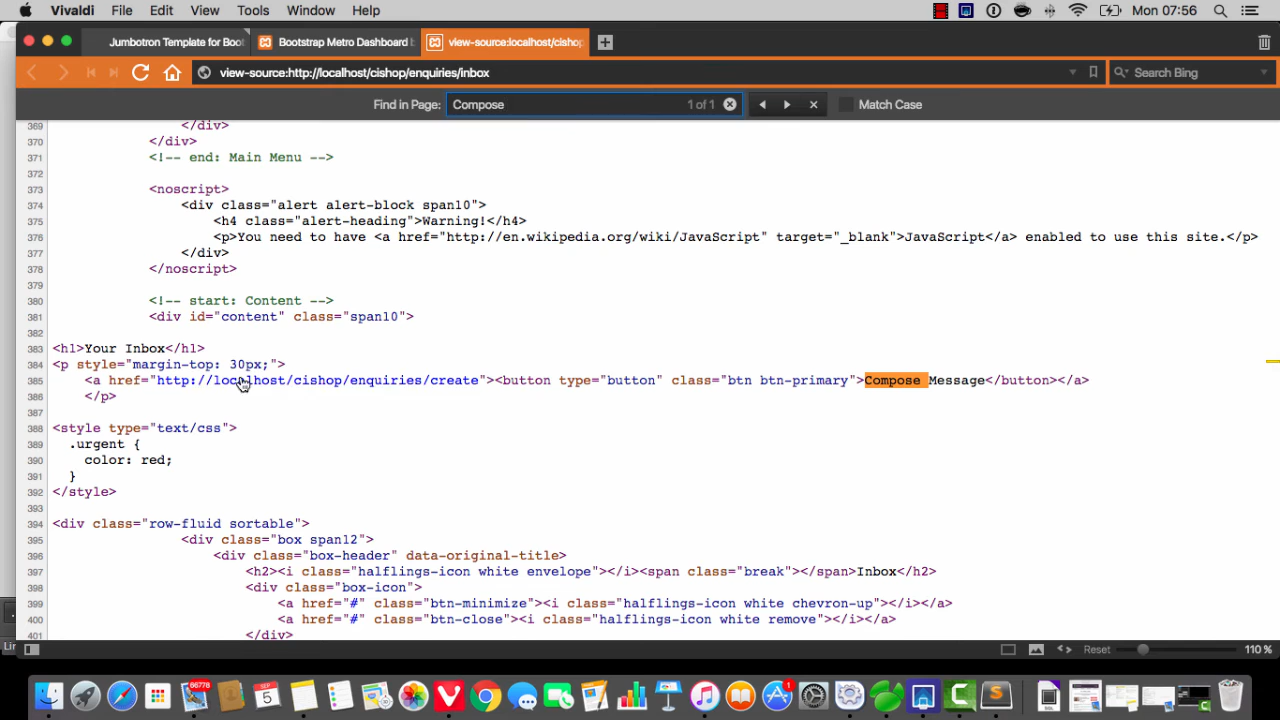 Vivaldi File Edit View Tools Window Help Mon 07:56
Jumbotron Template for Boot Bootstrap Metro Dashboard b view-source:localhost/cishop
view-source:http://localhost/cishop/enquiries/inbox Search Bing
Find in Page: Compose 1 of 1 Match Case
369 </div>
370 </div>
371 <!-- end: Main Menu -->
372
373 <noscript>
374 <div class="alert alert-block span10">
375 <h4 class="alert-heading">Warning!</h4>
376 <p>You need to have <a href="http://en.wikipedia.org/wiki/JavaScript" target="_blank">JavaScript</a> enabled to use this site.</p>
377 </div>
378 </noscript>
379
380 <!-- start: Content -->
381 <div id="content" class="span10">
382
383 <h1>Your Inbox</h1>
384 <p style="margin-top: 30px;">
385 <a href="http://localhost/cishop/enquiries/create"><button type="button" class="btn btn-primary">Compose Message</button></a>
386 </p>
387
388 <style type="text/css">
389 .urgent {
390 color: red;
391 }
392 </style>
393
394 <div class="row-fluid sortable">
395 <div class="box span12">
396 <div class="box-header" data-original-title>
397 <h2><i class="halflings-icon white envelope"></i><span class="break"></span>Inbox</h2>
398 <div class="box-icon">
399 <a href="#" class="btn-minimize"><i class="halflings-icon white chevron-up"></i></a>
400 <a href="#" class="btn-close"><i class="halflings-icon white remove"></i></a>
401 </div>
Reset 110 %
66778
SEP
5
1